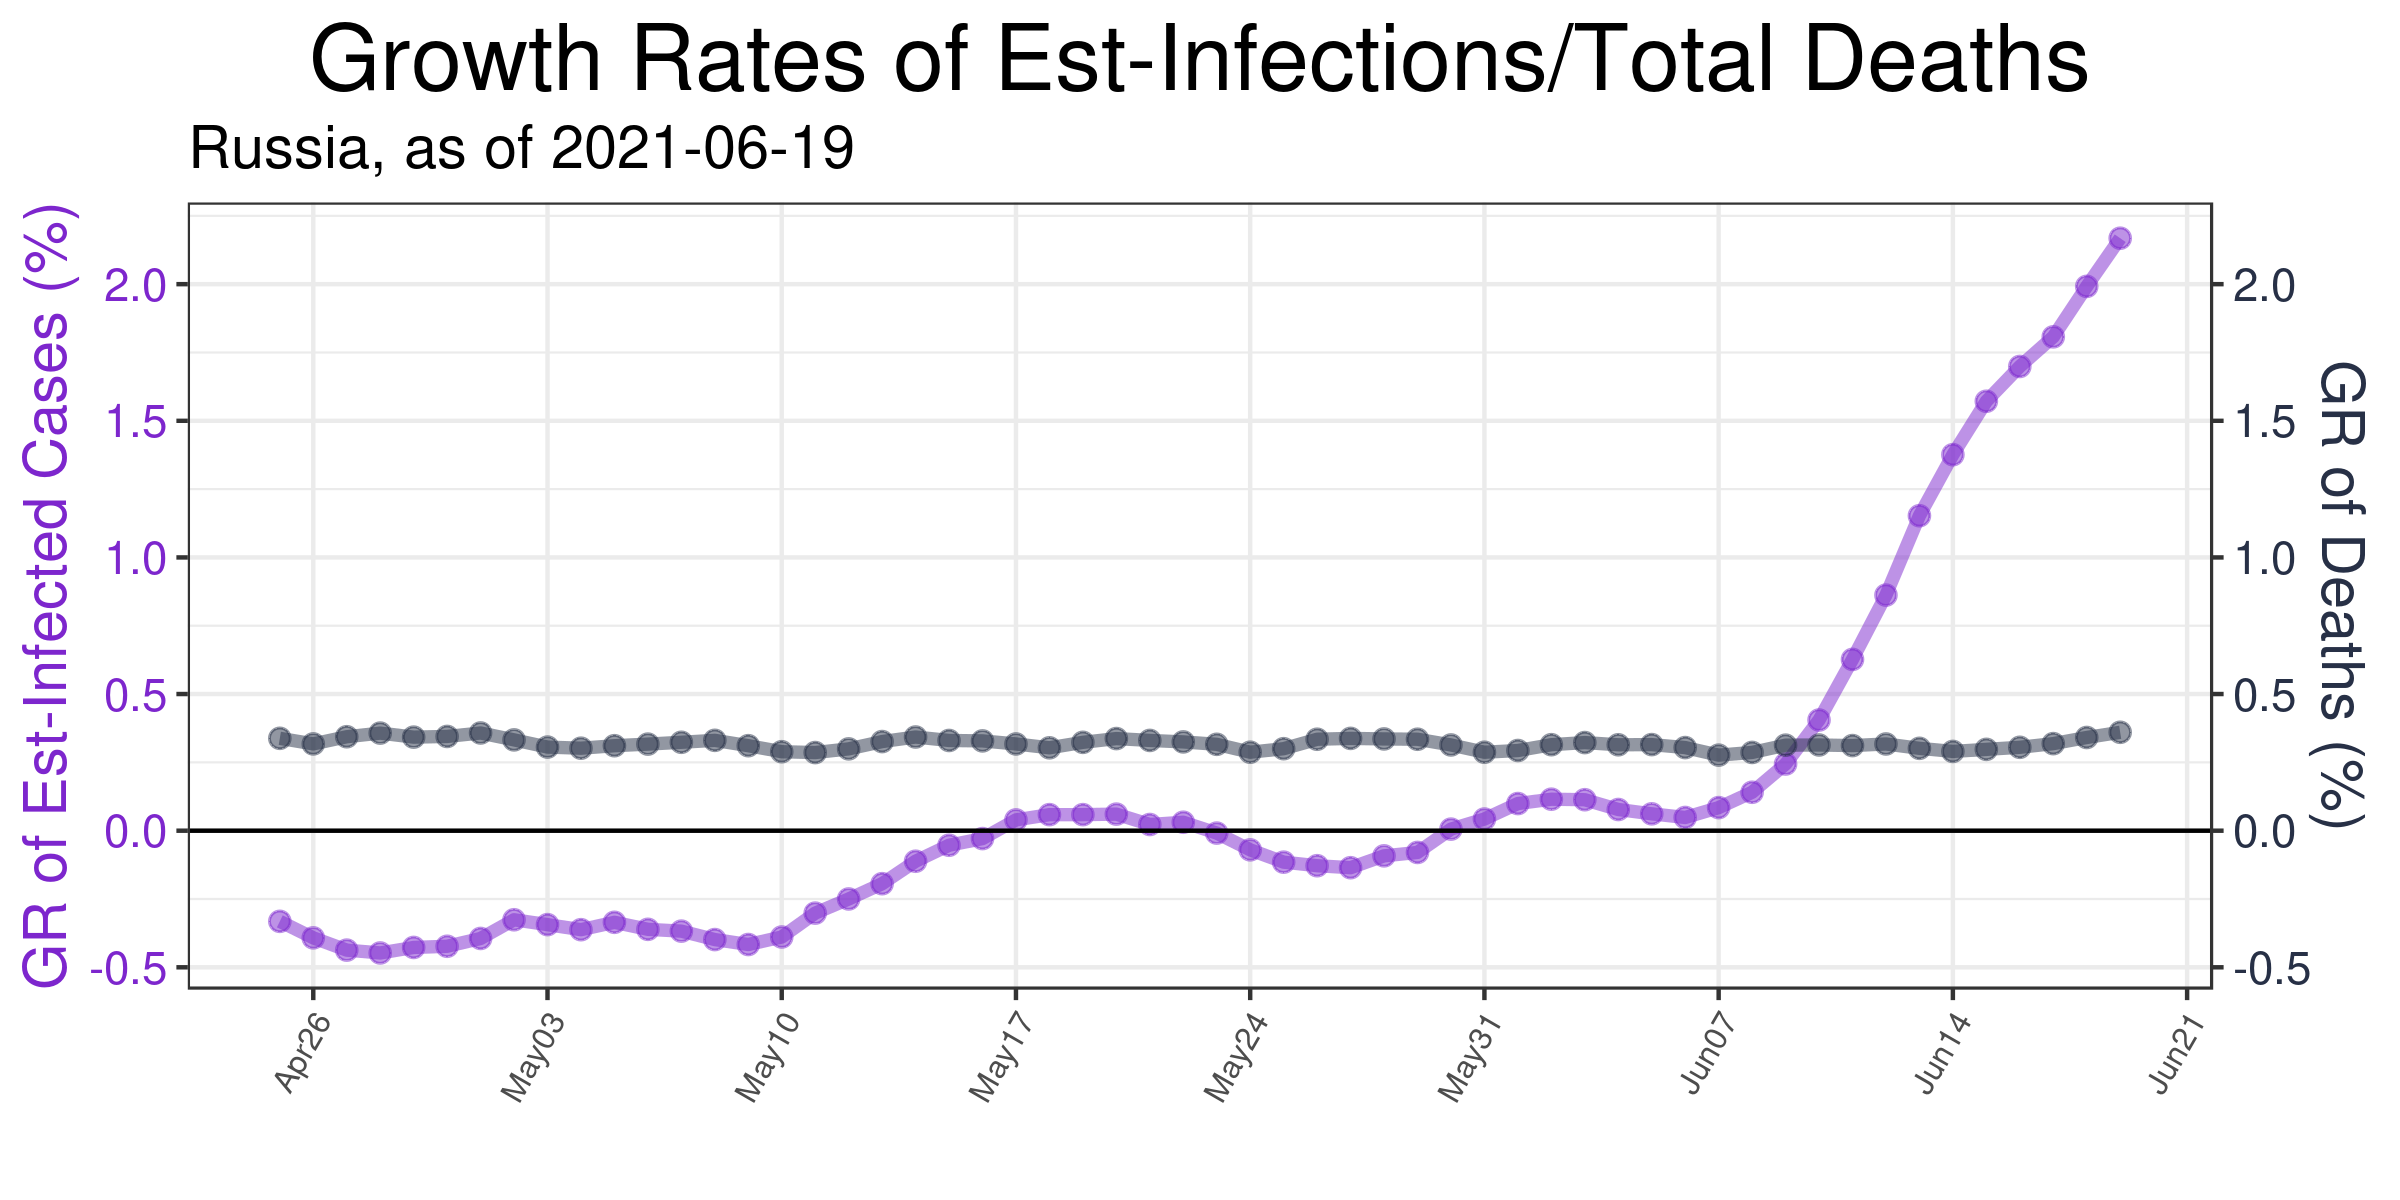 Growth Rates of Est-Infections/Total Deaths
Russia, as of 2021-06-19
GR of Est-Infected Cases (%)
2.0
1.5
1.0
0.5
0.0
-0.5
2.0
1.5
1.0
0.5
0.0
-0.5
GR of Deaths (%)
Apr26
May03
May10
May17
May24
May31
Jun07
Jun14
Jun21